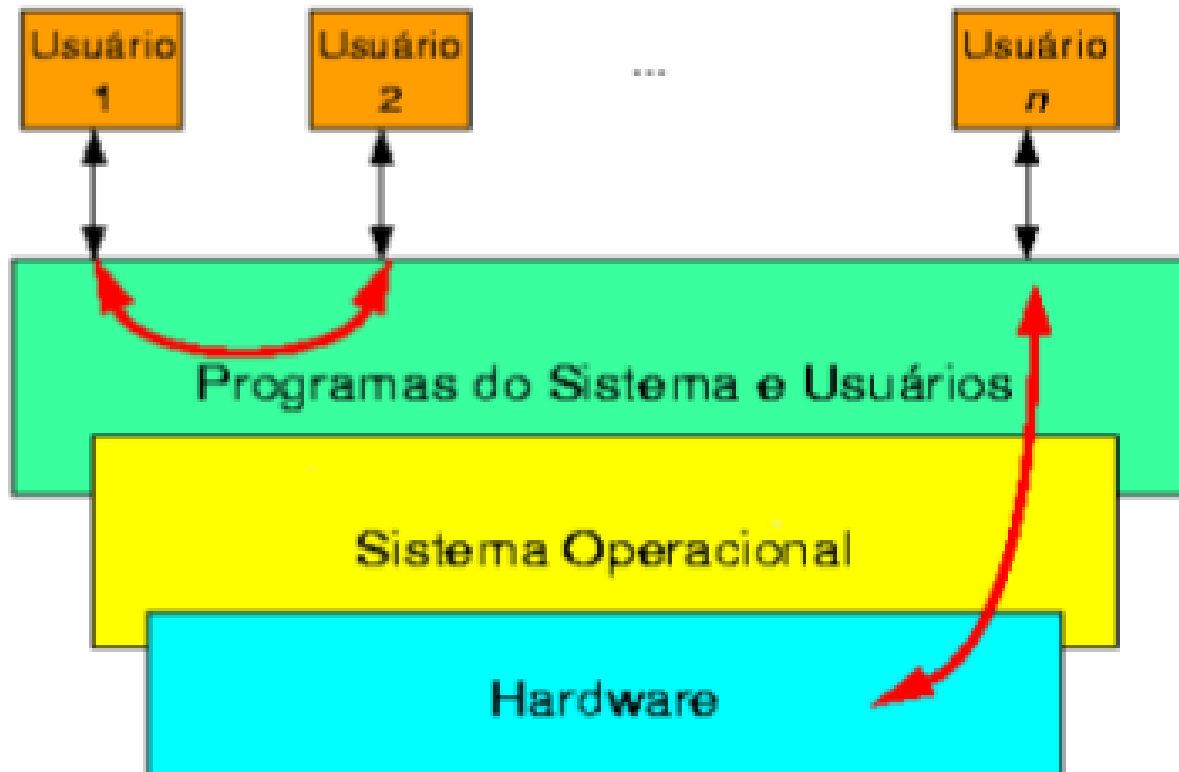 Usuário
1
Usuário
2
...
Usuário
n
Programas do Sistema e Usuários
Sistema Operacional
Hardware